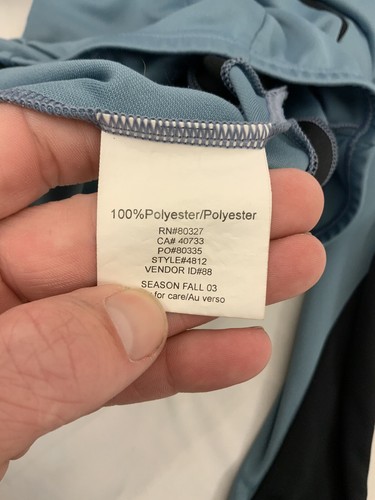 100%Polyester/Polyester
RN#80327
CA# 40733
PO#80335
STYLE#4812
VENDOR ID#88
SEASON FALL 03
for care/Au verso